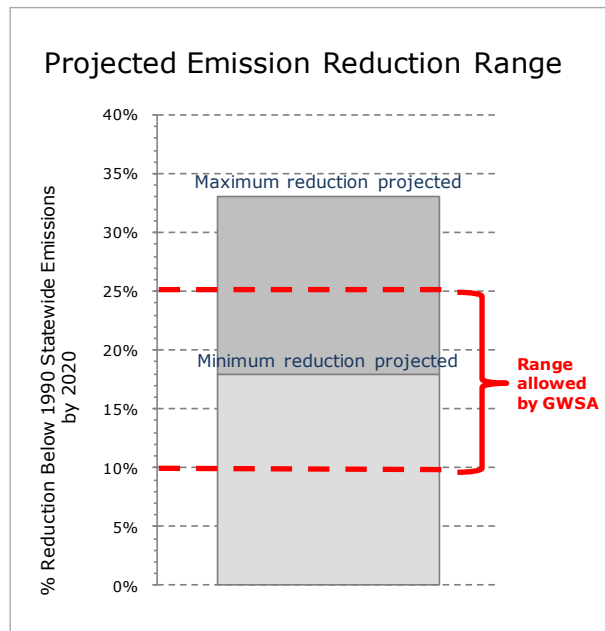 Projected Emission Reduction Range
% Reduction Below 1990 Statewide Emissions
by 2020
40%
35%
Maximum reduction projected
30%
25%
20%
Minimum reduction projected
Range
allowed
by GWSA
15%
10%
5%
0%